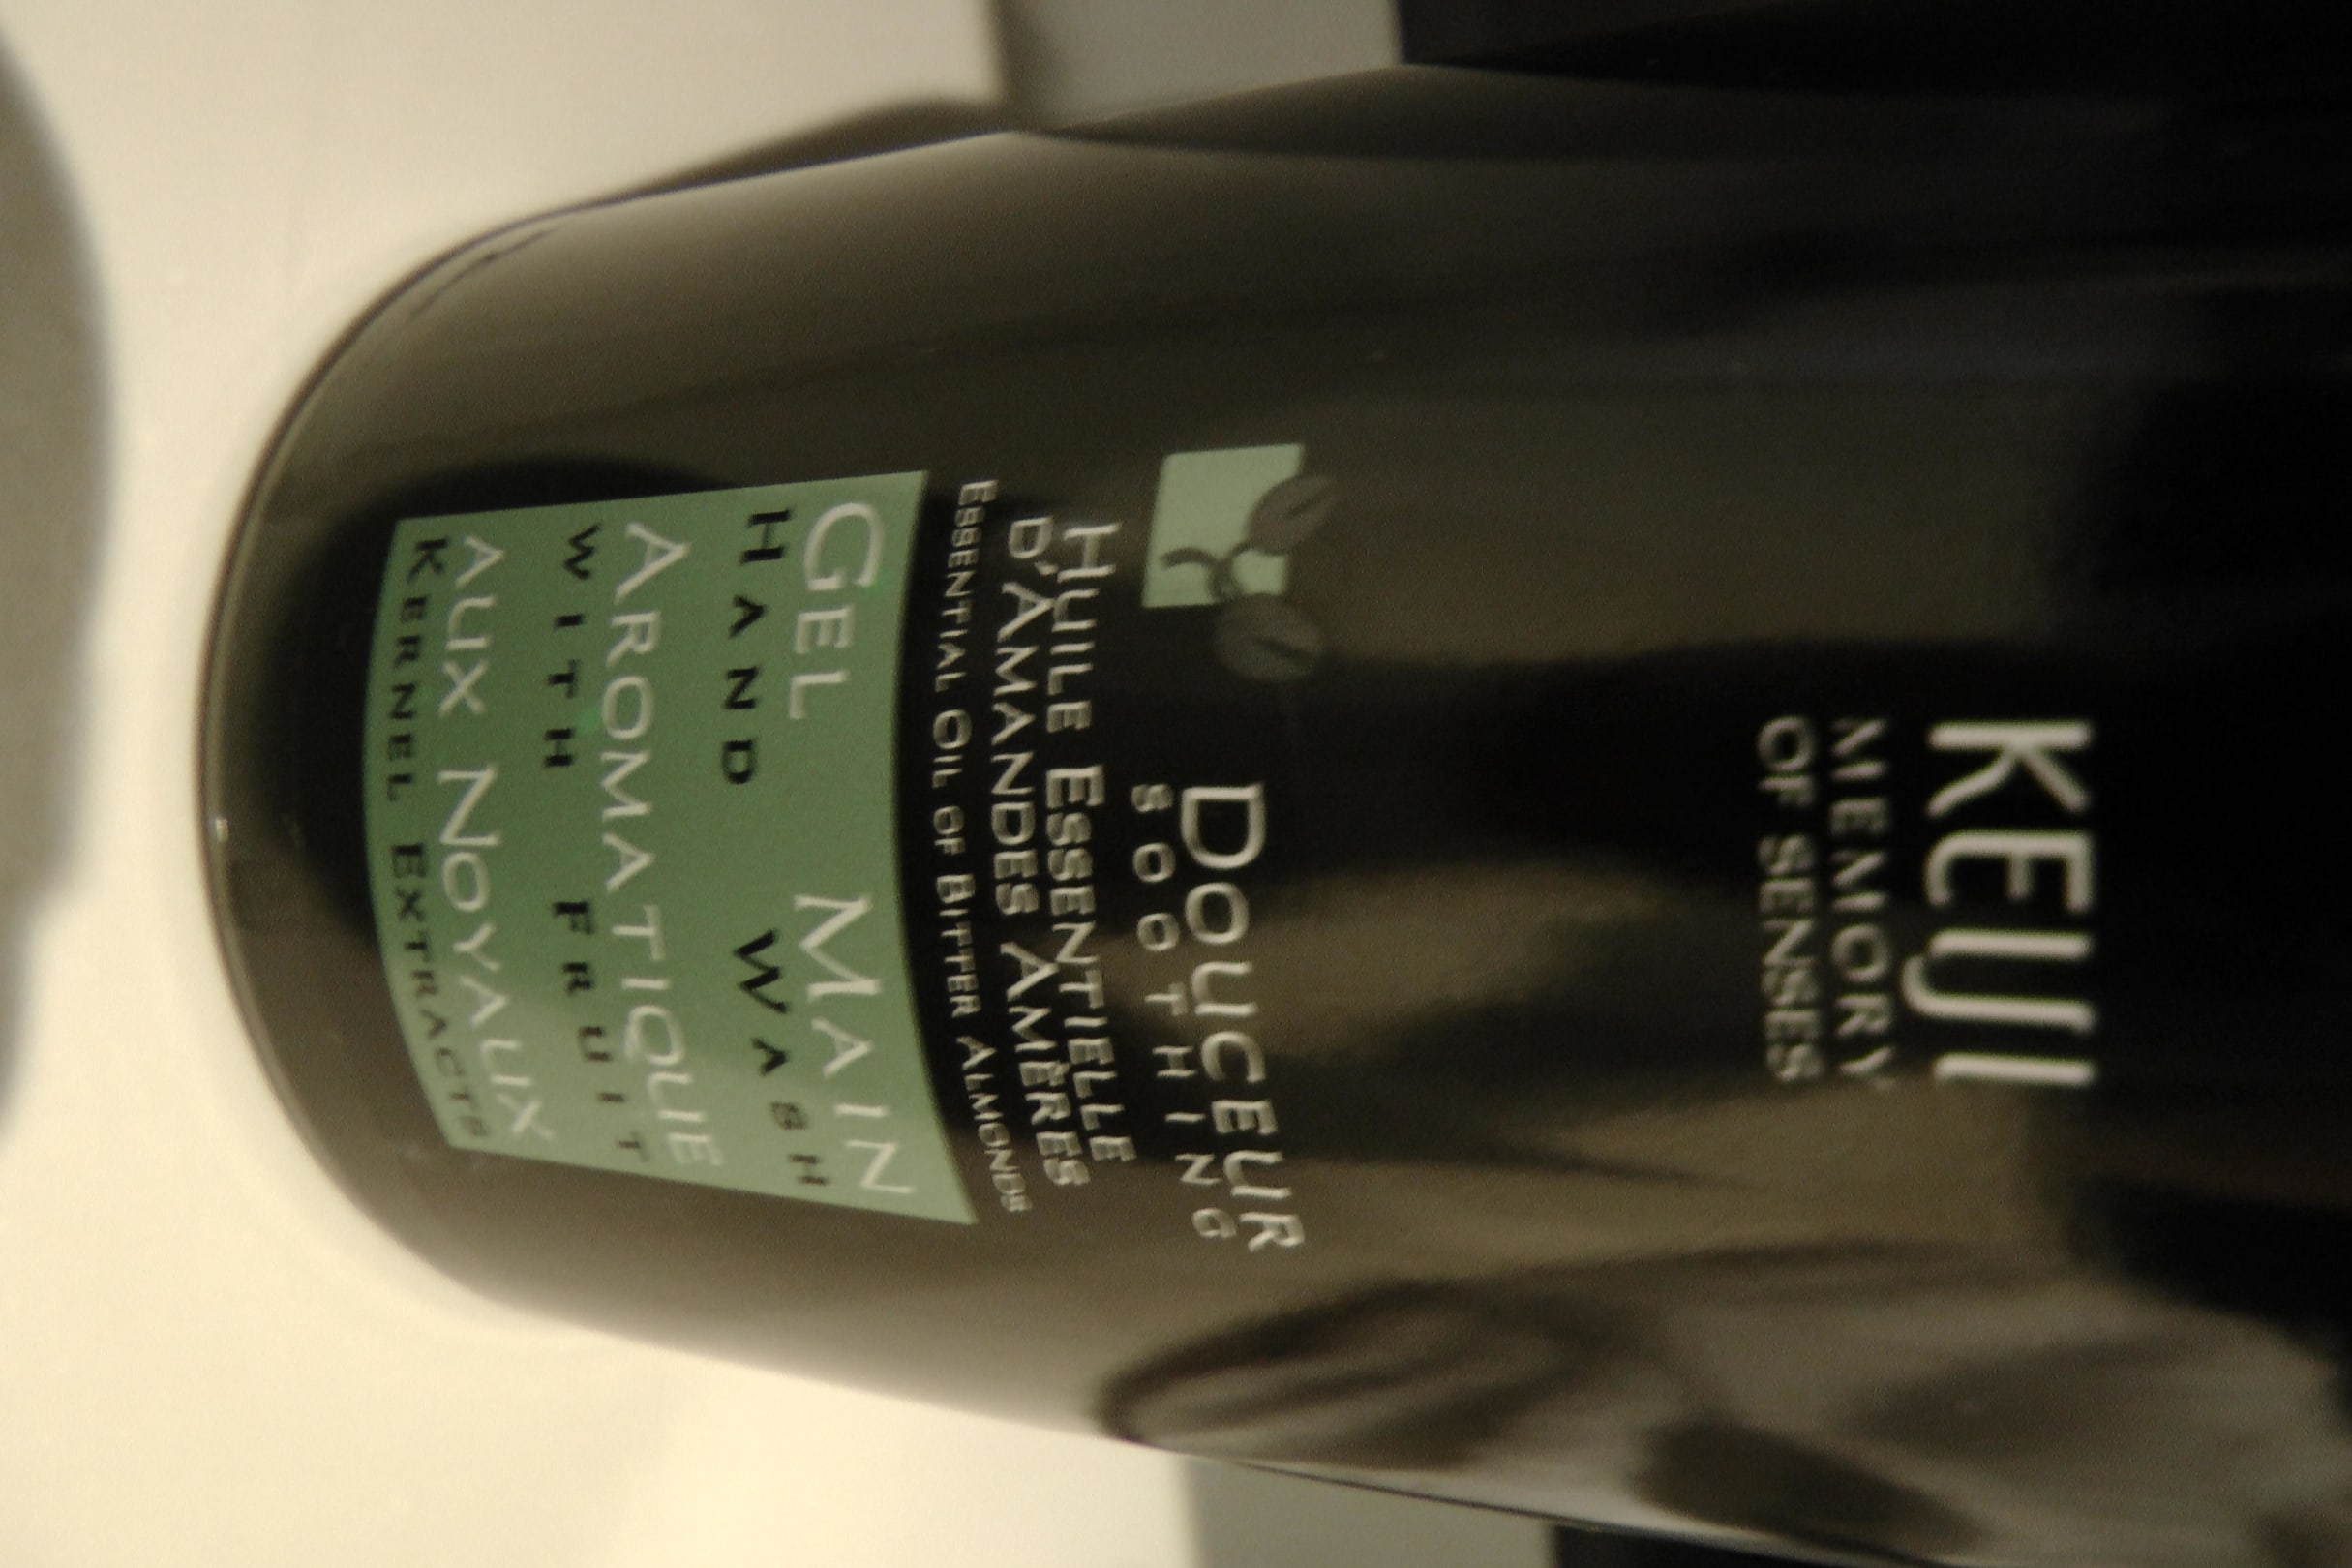 KEIJI
MEMORY
OF SENSES
DOUCEUR
SOOTHING
HUILE ESSENTIELLE
D'AMANDES AMÈRES
ESSENTIAL OIL OF BITTER ALMONDS
GEL MAIN
HAND WASH
AROMATIQUE
WITH FRUIT
AUX NOYAUX
KERNEL EXTRACTS